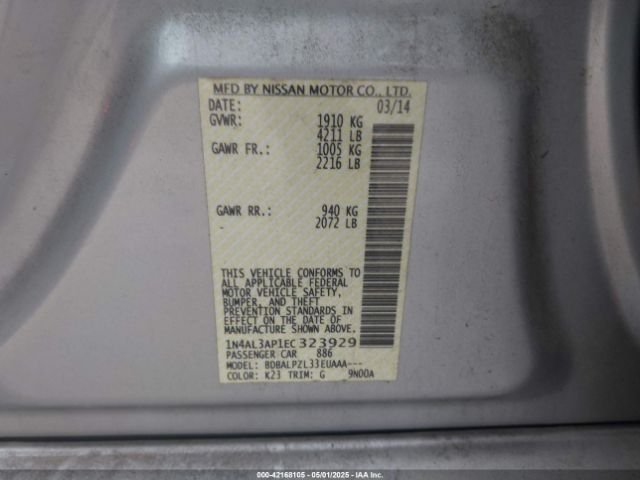 MFD BY NISSAN MOTOR CO., LTD.
DATE: 03/14
GVWR: 1910 KG
4211 LB
GAWR FR.: 1005 KG
2216 LB
GAWR RR.: 940 KG
2072 LB
THIS VEHICLE CONFORMS TO
ALL APPLICABLE FEDERAL
MOTOR VEHICLE SAFETY,
BUMPER, AND THEFT
PREVENTION STANDARDS
IN EFFECT ON THE DATE OF
MANUFACTURE SHOWN ABOVE.
1N4AL3AP1EC323929
PASSENGER CAR 886
MODEL: BDBALPZL33EUAAA---
COLOR: K23 TRIM: G 9N00A
000-42168105 - 05/01/2025 - IAA Inc.